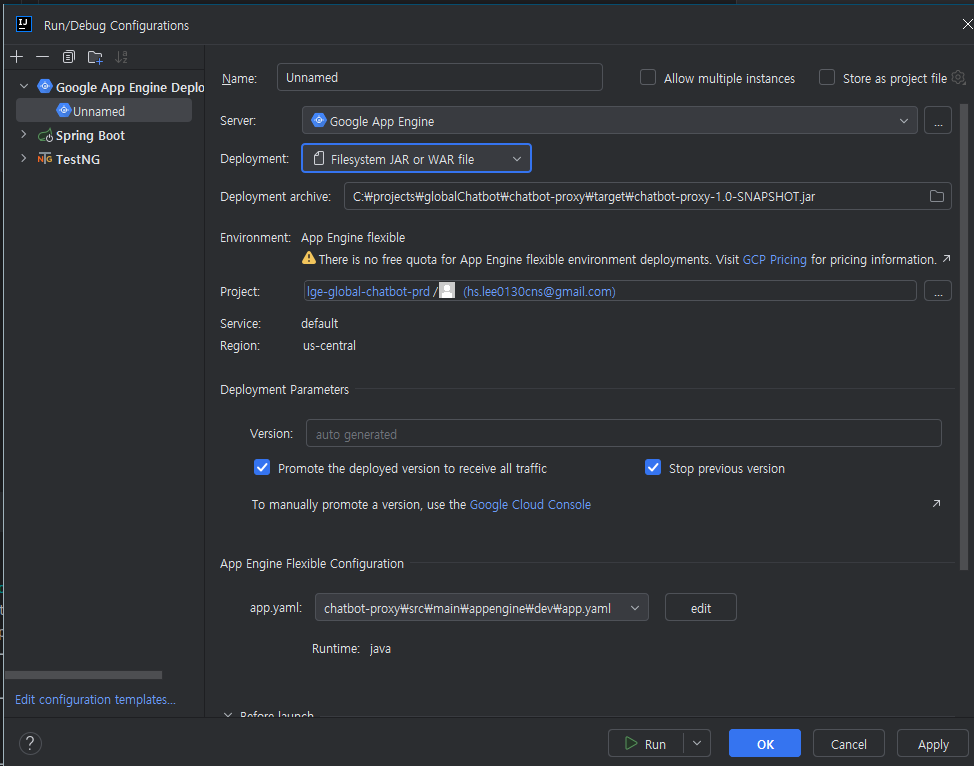 Run/Debug Configurations
Google App Engine Deplo
Unnamed
Spring Boot
TestNG
Edit configuration templates...
Name: Unnamed
Allow multiple instances
Store as project file
Server: Google App Engine ...
Deployment: Filesystem JAR or WAR file
Deployment archive: C:₩projects₩globalChatbot₩chatbot-proxy₩target₩chatbot-proxy-1.0-SNAPSHOT.jar
Environment: App Engine flexible
There is no free quota for App Engine flexible environment deployments. Visit GCP Pricing for pricing information.
Project: lge-global-chatbot-prd / (hs.lee0130cns@gmail.com) ...
Service: default
Region: us-central
Deployment Parameters
Version: auto generated
Promote the deployed version to receive all traffic
Stop previous version
To manually promote a version, use the Google Cloud Console
App Engine Flexible Configuration
app.yaml: chatbot-proxy₩src₩main₩appengine₩dev₩app.yaml edit
Runtime: java
Before launch
? Run OK Cancel Apply